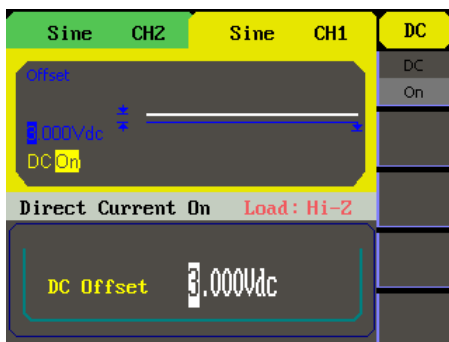 Sine CH2 Sine CH1 DC
DC
On
Offset
3.000Vdc
DC On
Direct Current On Load: Hi-Z
DC Offset 3.000Vdc